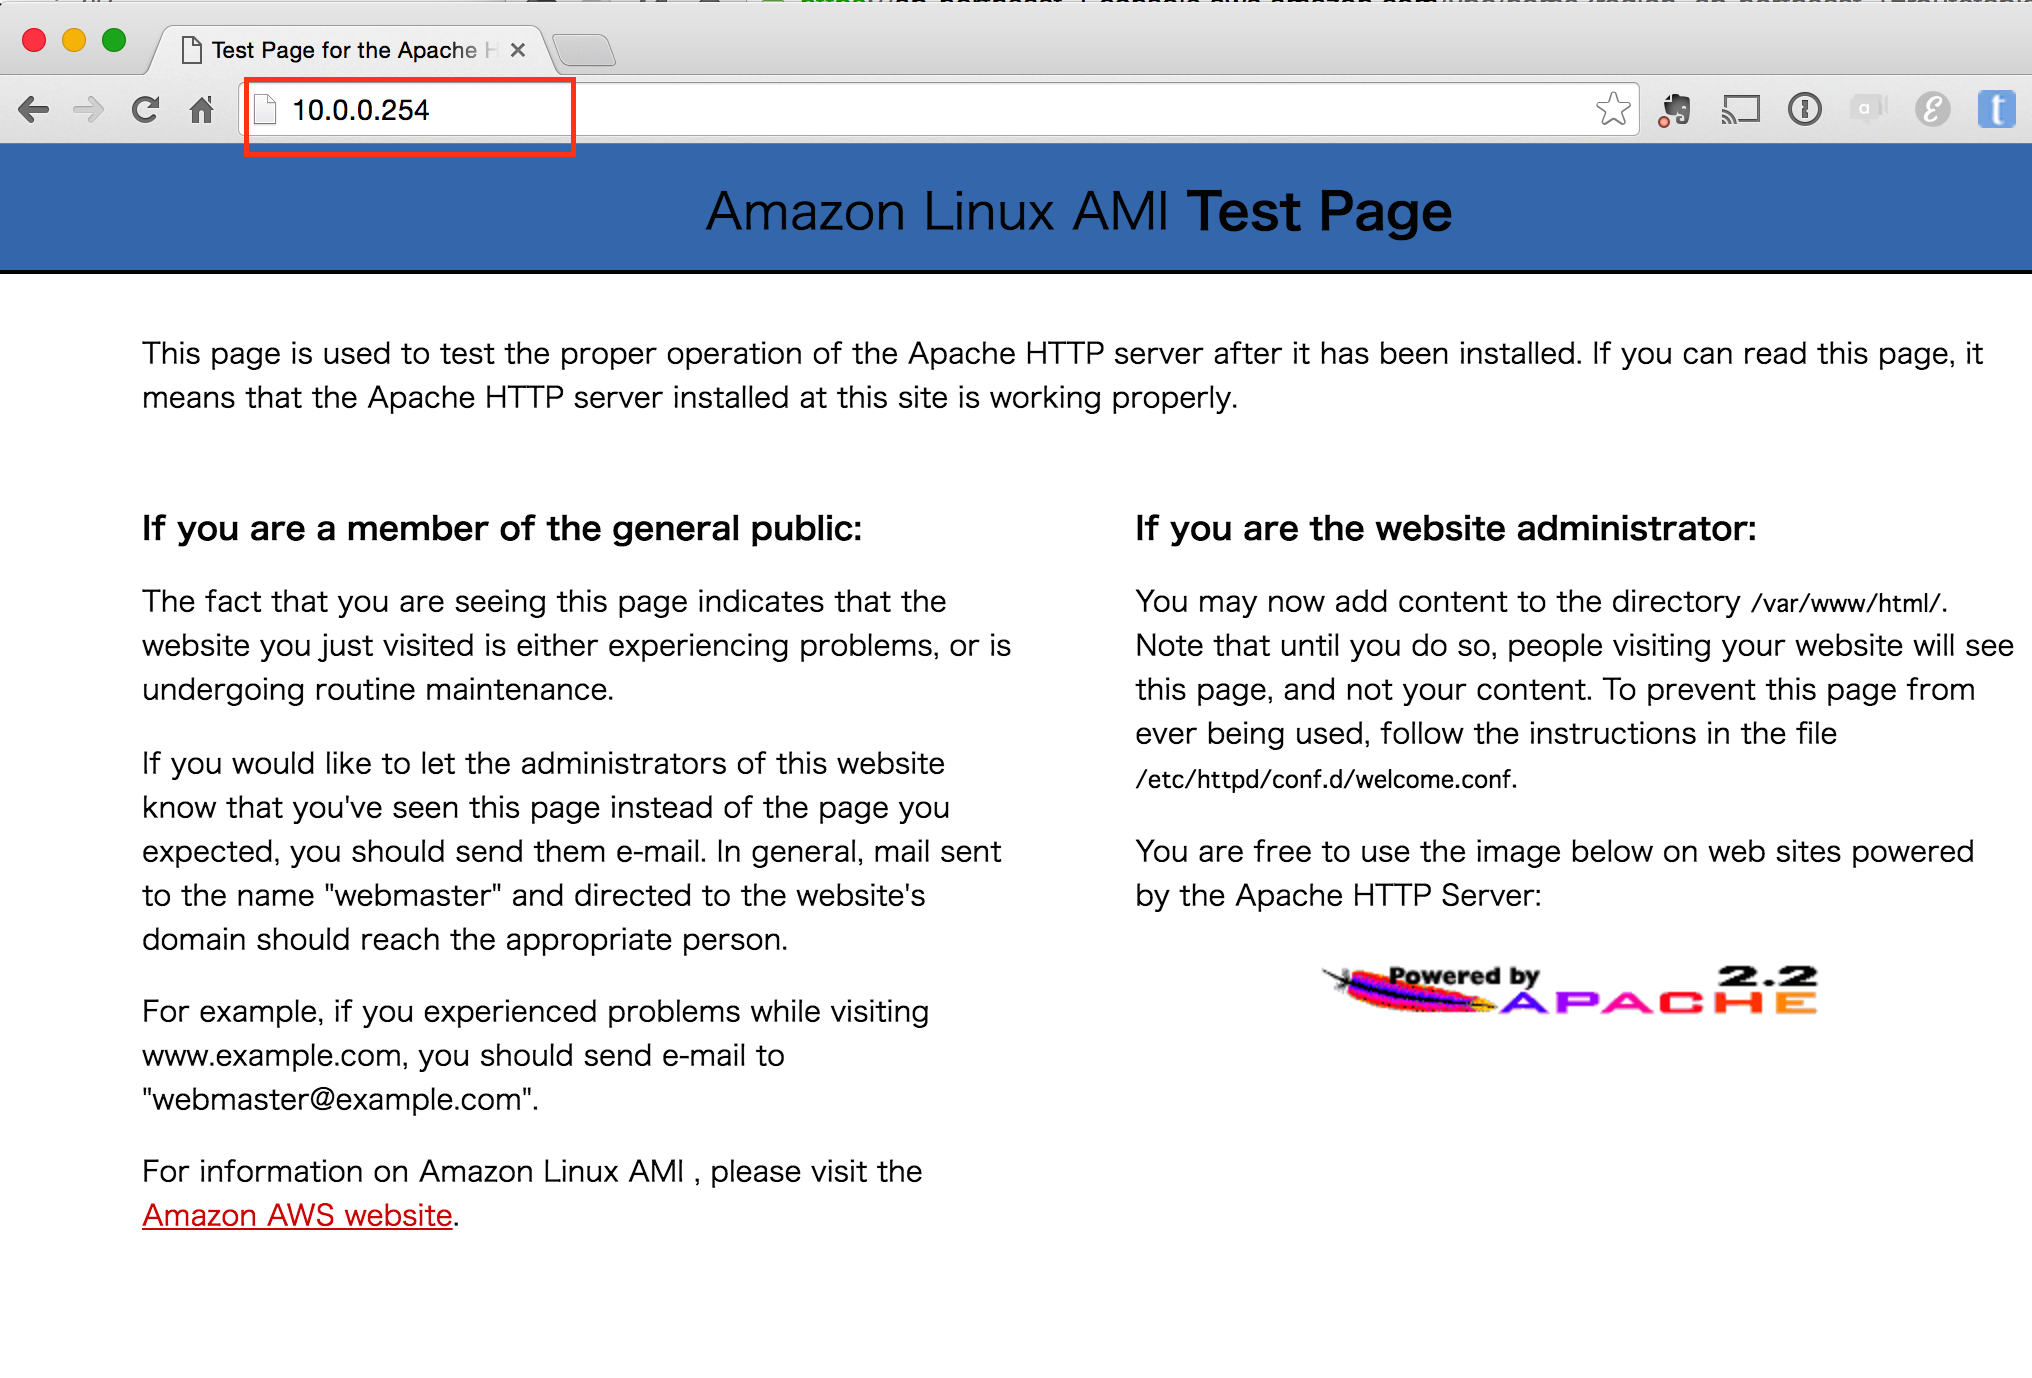 Test Page for the Apache H
10.0.0.254
Amazon Linux AMI Test Page
This page is used to test the proper operation of the Apache HTTP server after it has been installed. If you can read this page, it
means that the Apache HTTP server installed at this site is working properly.
If you are a member of the general public:
The fact that you are seeing this page indicates that the
website you just visited is either experiencing problems, or is
undergoing routine maintenance.
If you would like to let the administrators of this website
know that you've seen this page instead of the page you
expected, you should send them e-mail. In general, mail sent
to the name "webmaster" and directed to the website's
domain should reach the appropriate person.
For example, if you experienced problems while visiting
www.example.com, you should send e-mail to
"webmaster@example.com".
For information on Amazon Linux AMI , please visit the
Amazon AWS website.
If you are the website administrator:
You may now add content to the directory /var/www/html/.
Note that until you do so, people visiting your website will see
this page, and not your content. To prevent this page from
ever being used, follow the instructions in the file
/etc/httpd/conf.d/welcome.conf.
You are free to use the image below on web sites powered
by the Apache HTTP Server:
Powered by 2.2
APACHE